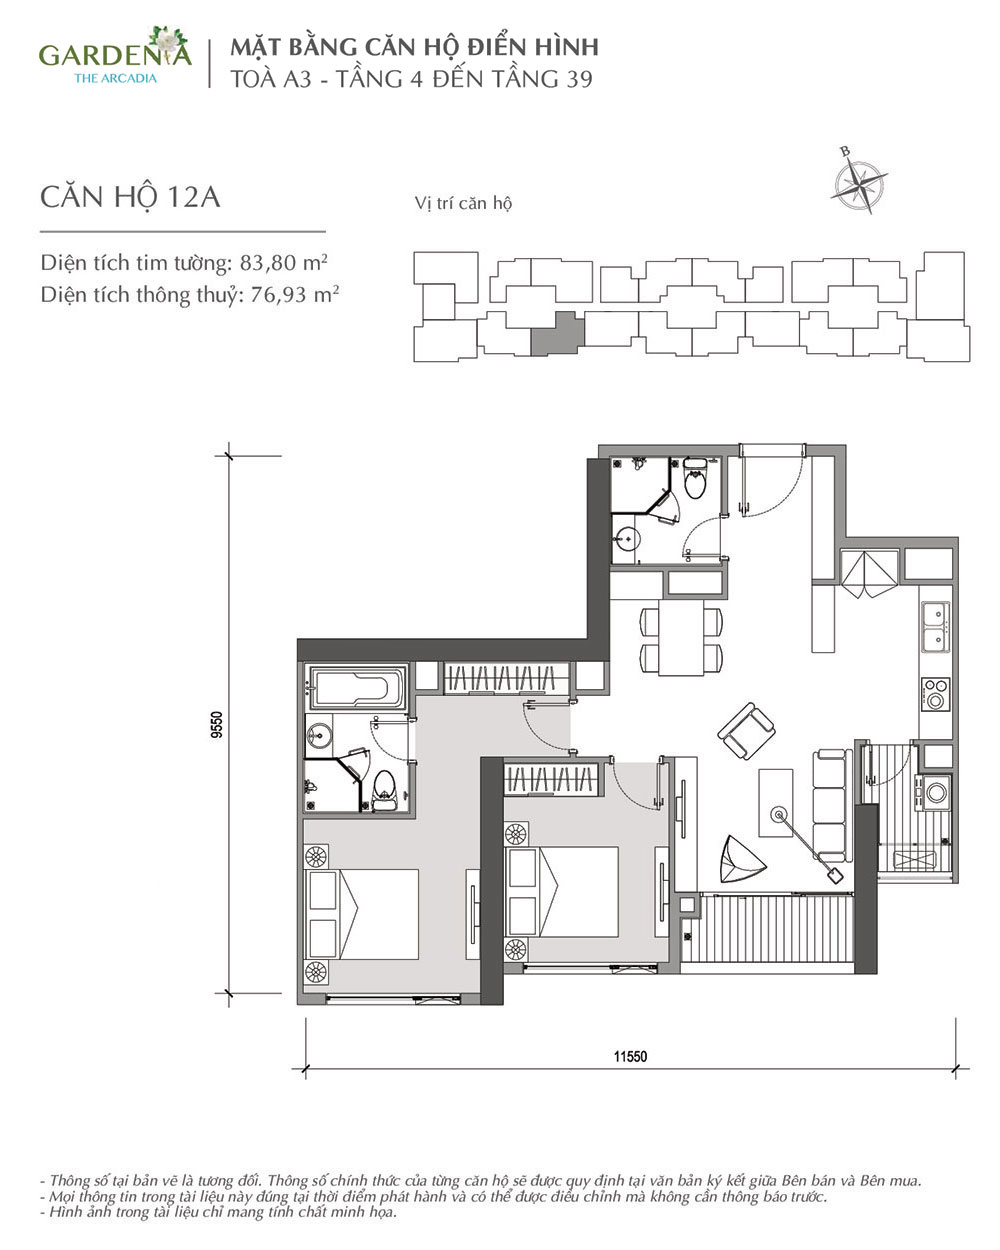 GARDENIA
THE ARCADIA
MẶT BẰNG CĂN HỘ ĐIỂN HÌNH
TOÀ A3 - TẦNG 4 ĐẾN TẦNG 39
CĂN HỘ 12A
Vị trí căn hộ
B
Diện tích tim tường: 83,80 m²
Diện tích thông thuỷ: 76,93 m²
9550
11550
- Thông số tại bản vẽ là tương đối. Thông số chính thức của từng căn hộ sẽ được quy định tại văn bản ký kết giữa Bên bán và Bên mua.
- Mọi thông tin trong tài liệu này đúng tại thời điểm phát hành và có thể được điều chỉnh mà không cần thông báo trước.
- Hình ảnh trong tài liệu chỉ mang tính chất minh họa.